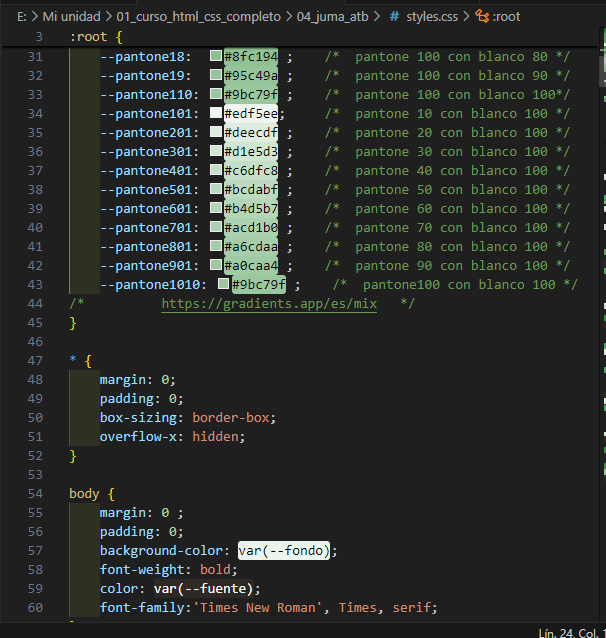 E: > Mi unidad > 01_curso_html_css_completo > 04_juma_atb > # styles.css > :root
3 :root {
31 --pantone18: #8fc194 ; /* pantone 100 con blanco 80 */
32 --pantone19: #95c49a ; /* pantone 100 con blanco 90 */
33 --pantone110: #9bc79f ; /* pantone 100 con blanco 100*/
34 --pantone101: #edf5ee; /* pantone 10 con blanco 100 */
35 --pantone201: #deecdf ; /* pantone 20 con blanco 100 */
36 --pantone301: #d1e5d3 ; /* pantone 30 con blanco 100 */
37 --pantone401: #c6dfc8 ; /* pantone 40 con blanco 100 */
38 --pantone501: #bcdabf ; /* pantone 50 con blanco 100 */
39 --pantone601: #b4d5b7 ; /* pantone 60 con blanco 100 */
40 --pantone701: #acd1b0 ; /* pantone 70 con blanco 100 */
41 --pantone801: #a6cdaa ; /* pantone 80 con blanco 100 */
42 --pantone901: #a0caa4 ; /* pantone 90 con blanco 100 */
43 --pantone1010: #9bc79f ; /* pantone100 con blanco 100 */
44 /* https://gradients.app/es/mix */
45 }
46
47 * {
48 margin: 0;
49 padding: 0;
50 box-sizing: border-box;
51 overflow-x: hidden;
52 }
53
54 body {
55 margin: 0 ;
56 padding: 0;
57 background-color: var(--fondo);
58 font-weight: bold;
59 color: var(--fuente);
60 font-family:'Times New Roman', Times, serif;
Lín. 24, Col. 1